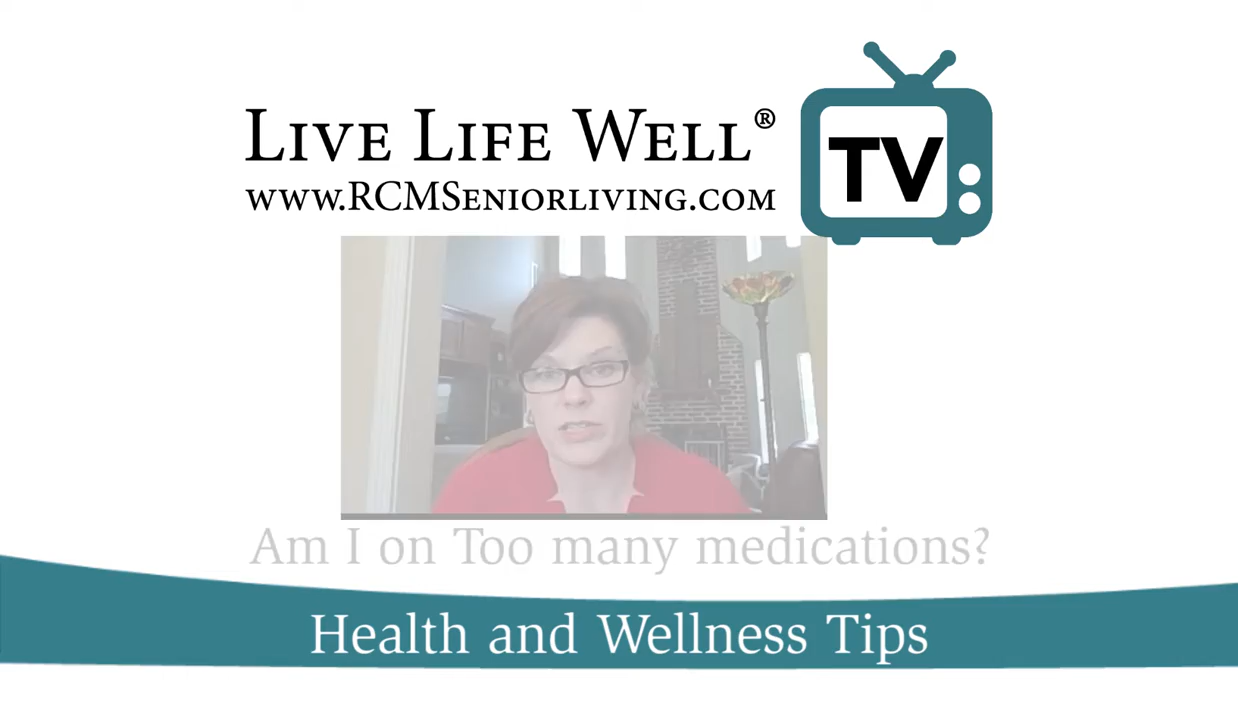 LIVE LIFE WELL®
WWW.RCMSENIORLIVING.COM
TV
Am I on Too many medications?
Health and Wellness Tips